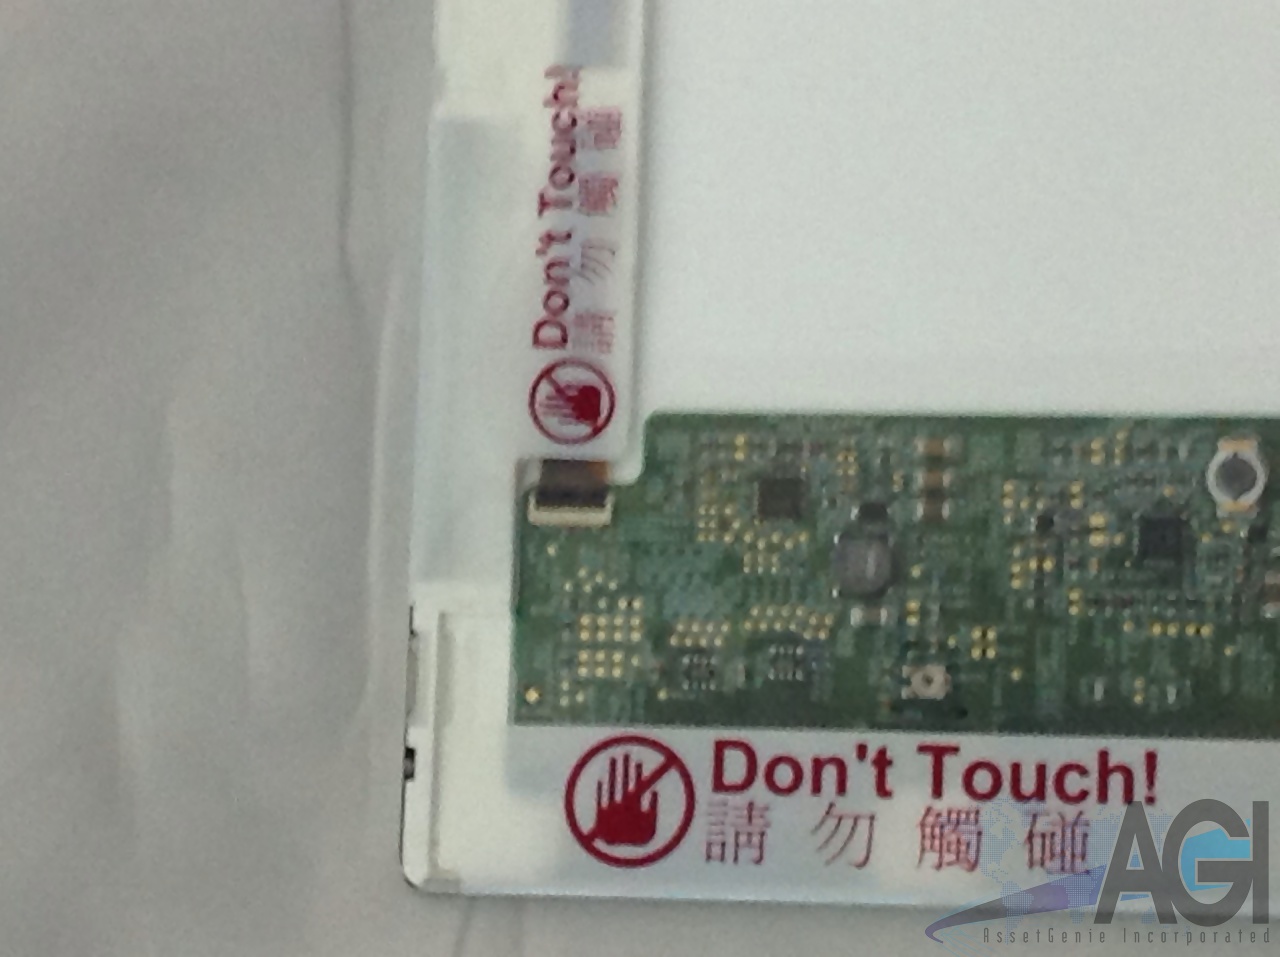 Don't Touch!
請勿觸碰
Don't Touch!
請勿觸碰
AGI
AssetGenie Incorporated